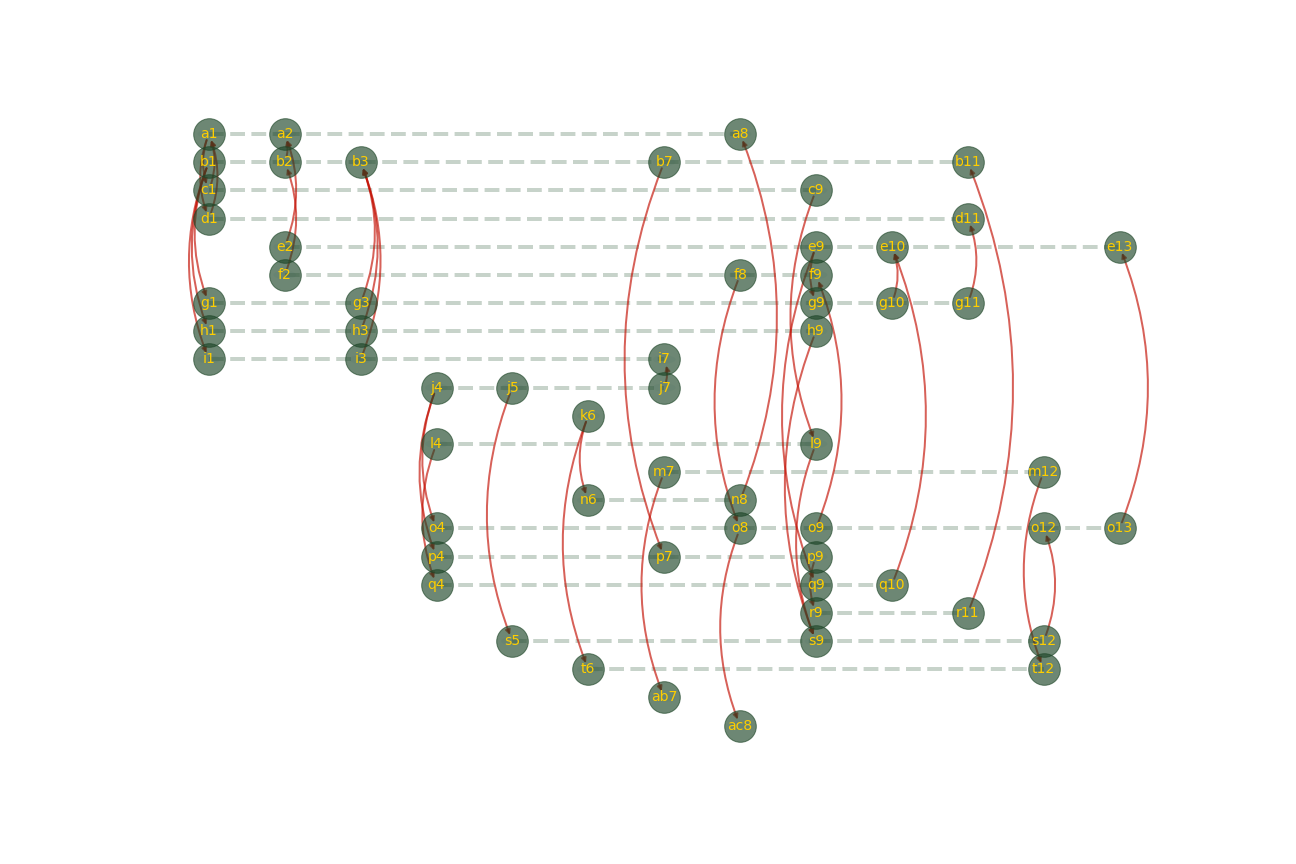 a1 a2 a8
b1 b2 b3 b7 b11
c1 c9
d1 d11
e2 e9 e10 e13
f2 f8 f9
g1 g3 g9 g10 g11
h1 h3 h9
i1 i3 i7
j4 j5 j7
k6
l4 l9
m7 m12
n6 n8
o4 o8 o9 o12 o13
p4 p7 p9
q4 q9 q10
r9 r11
s5 s9 s12
t6 t12
ab7
ac8